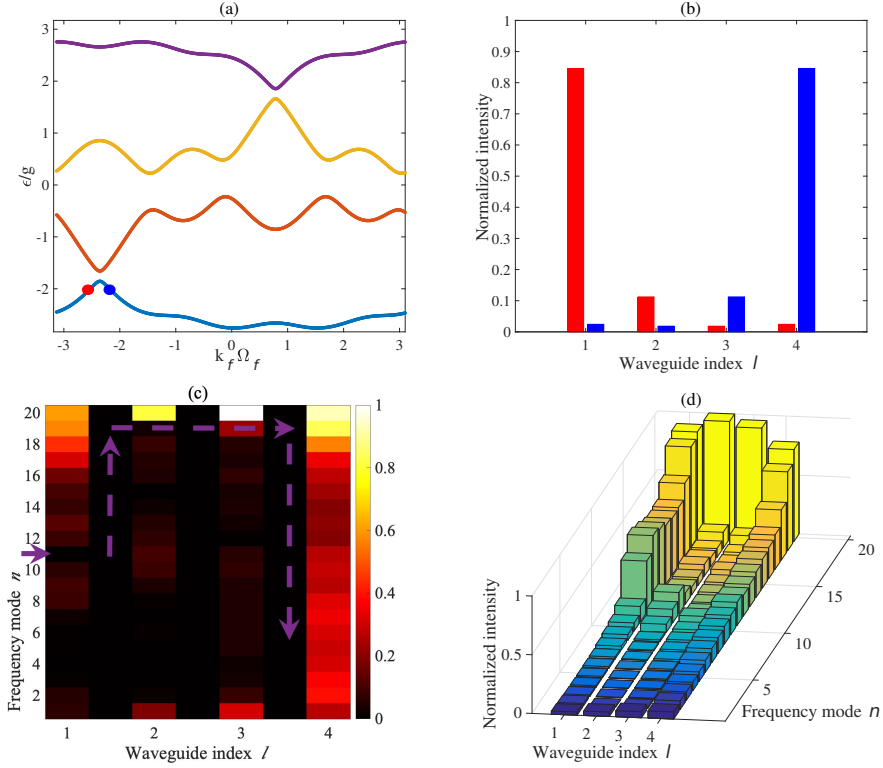 (a)
3
2
1
0
-1
-2
ϵ/g
-3 -2 -1 0 1 2 3
k_f Ω_f
(b)
1
0.9
0.8
0.7
0.6
0.5
0.4
0.3
0.2
0.1
0
Normalized intensity
1 2 3 4
Waveguide index l
(c)
20
18
16
14
12
10
8
6
4
2
Frequency mode n
1 2 3 4
Waveguide index l
1
0.8
0.6
0.4
0.2
0
(d)
1
0.5
0
Normalized intensity
1 2 3 4
Waveguide index l
5
10
15
20
Frequency mode n